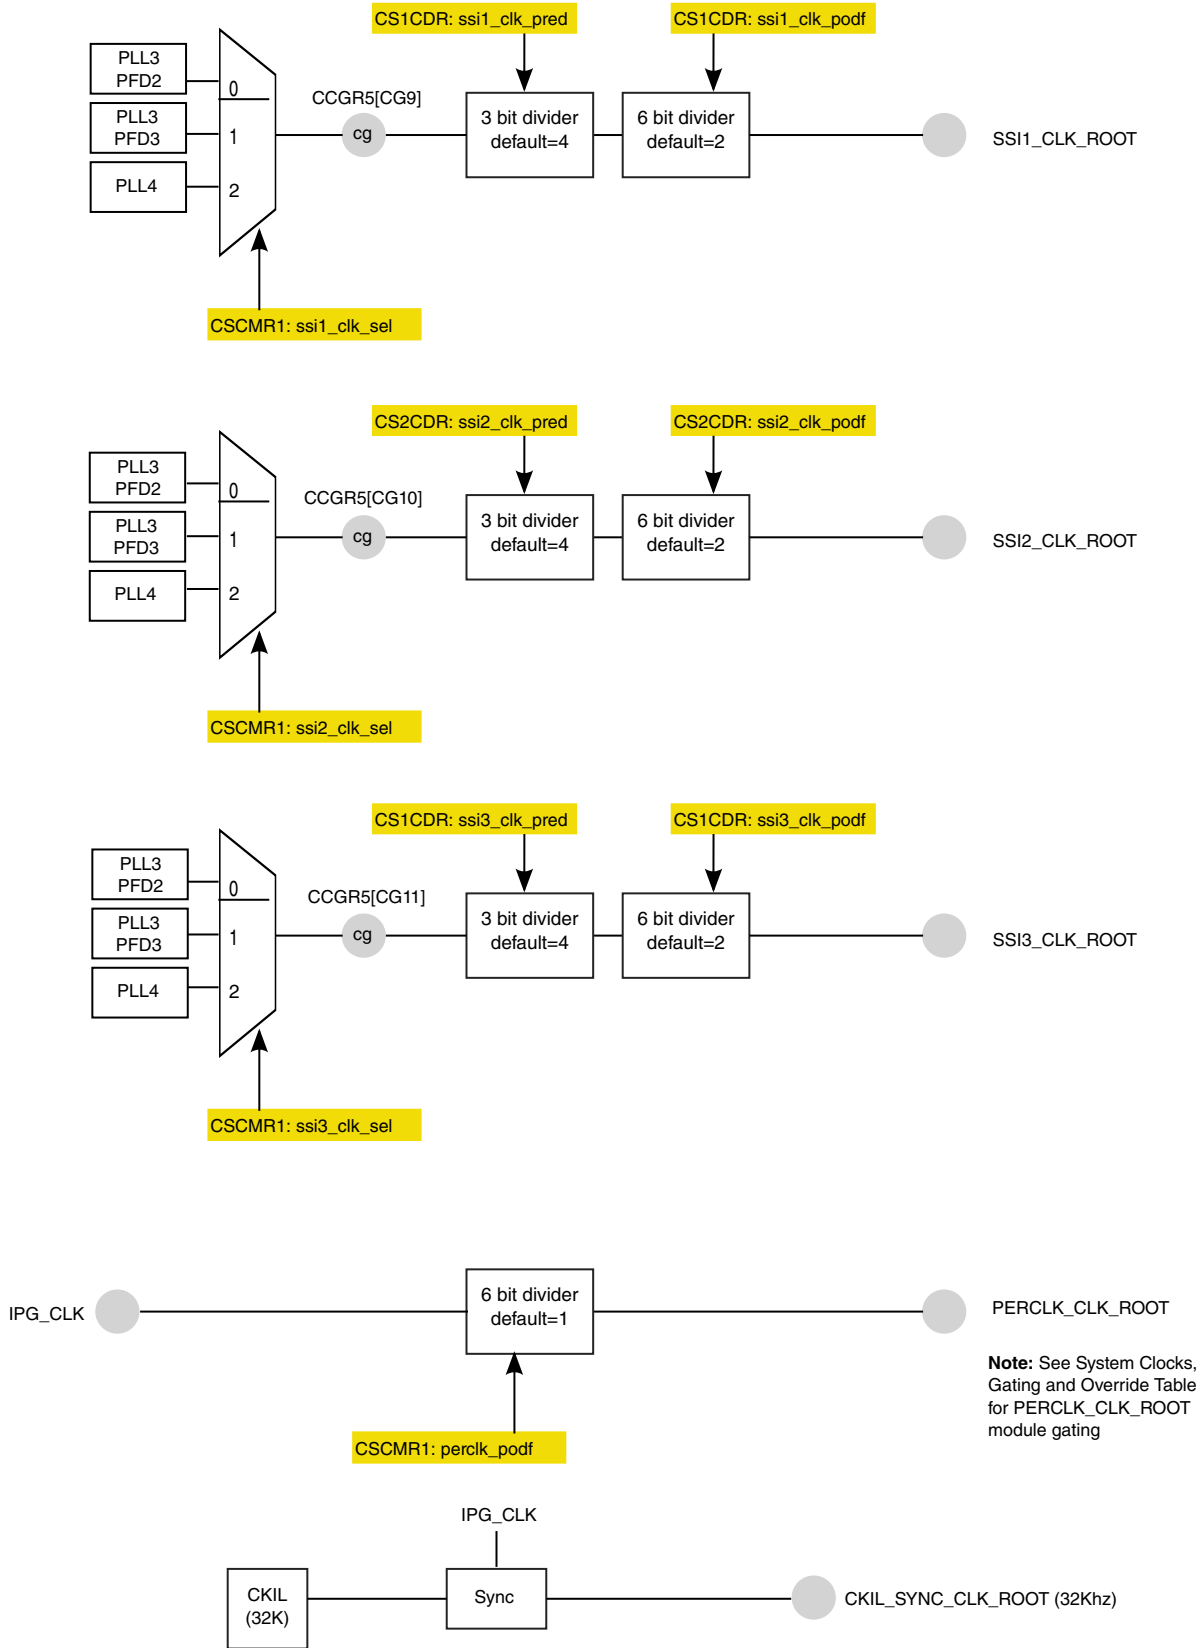 CS1CDR: ssi1_clk_pred
CS1CDR: ssi1_clk_podf
PLL3
PFD2
0
PLL3
PFD3
1
PLL4
2
CCGR5[CG9]
cg
3 bit divider
default=4
6 bit divider
default=2
SSI1_CLK_ROOT
CSCMR1: ssi1_clk_sel
CS2CDR: ssi2_clk_pred
CS2CDR: ssi2_clk_podf
PLL3
PFD2
0
PLL3
PFD3
1
PLL4
2
CCGR5[CG10]
cg
3 bit divider
default=4
6 bit divider
default=2
SSI2_CLK_ROOT
CSCMR1: ssi2_clk_sel
CS1CDR: ssi3_clk_pred
CS1CDR: ssi3_clk_podf
PLL3
PFD2
0
PLL3
PFD3
1
PLL4
2
CCGR5[CG11]
cg
3 bit divider
default=4
6 bit divider
default=2
SSI3_CLK_ROOT
CSCMR1: ssi3_clk_sel
IPG_CLK
6 bit divider
default=1
PERCLK_CLK_ROOT
Note: See System Clocks,
Gating and Override Table
for PERCLK_CLK_ROOT
module gating
CSCMR1: perclk_podf
IPG_CLK
CKIL
(32K)
Sync
CKIL_SYNC_CLK_ROOT (32Khz)